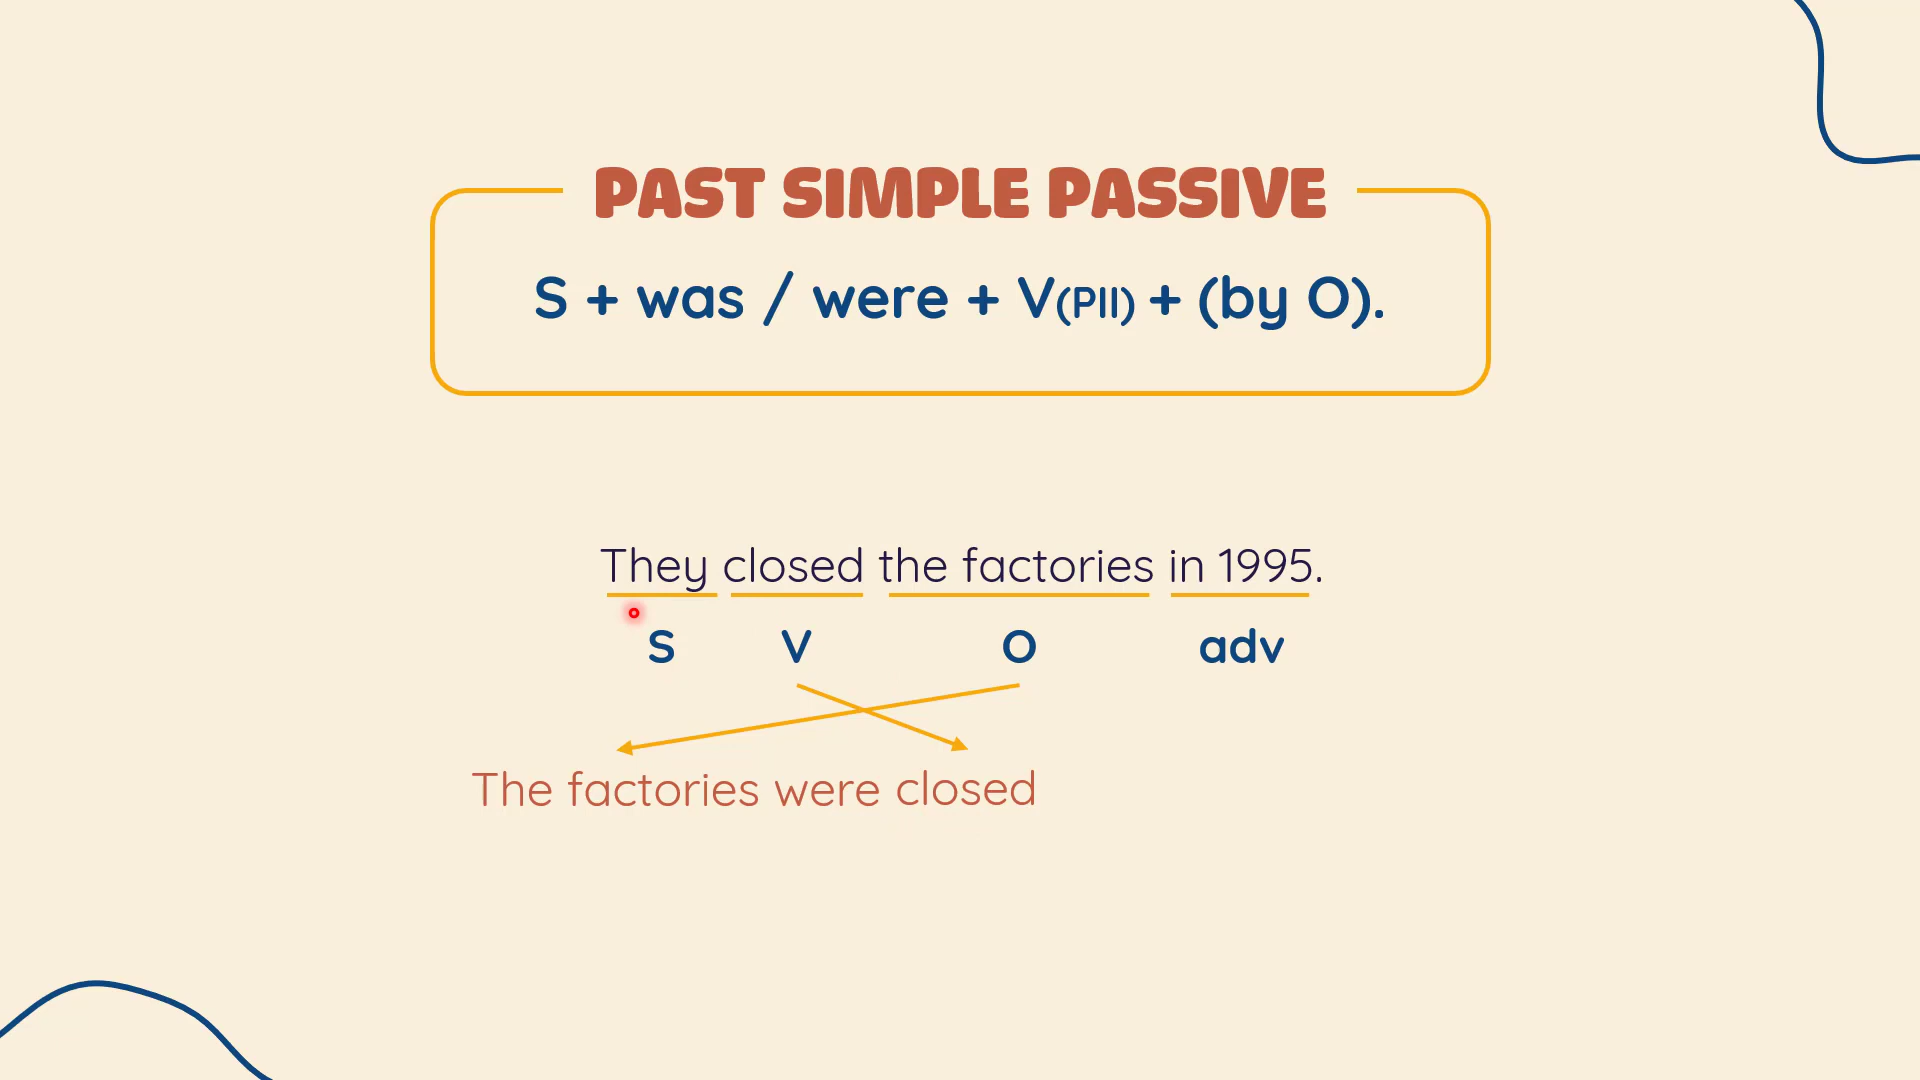 PAST SIMPLE PASSIVE
S + was / were + V(PII) + (by O).
They closed the factories in 1995.
S V O adv
The factories were closed